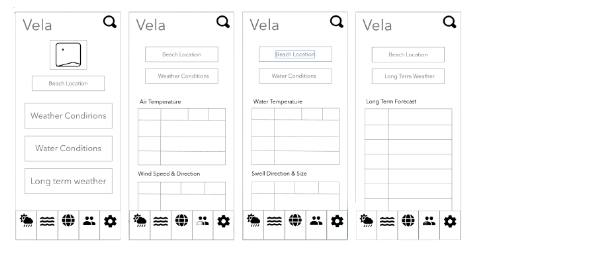 Vela
Beach Location
Weather Conditions
Water Conditions
Long term weather
Vela
Beach Location
Weather Conditions
Air Temperature
Wind Speed & Direction
Vela
Beach Location
Water Conditions
Water Temperature
Swell Direction & Size
Vela
Beach Location
Long Term Weather
Long Term Forecast